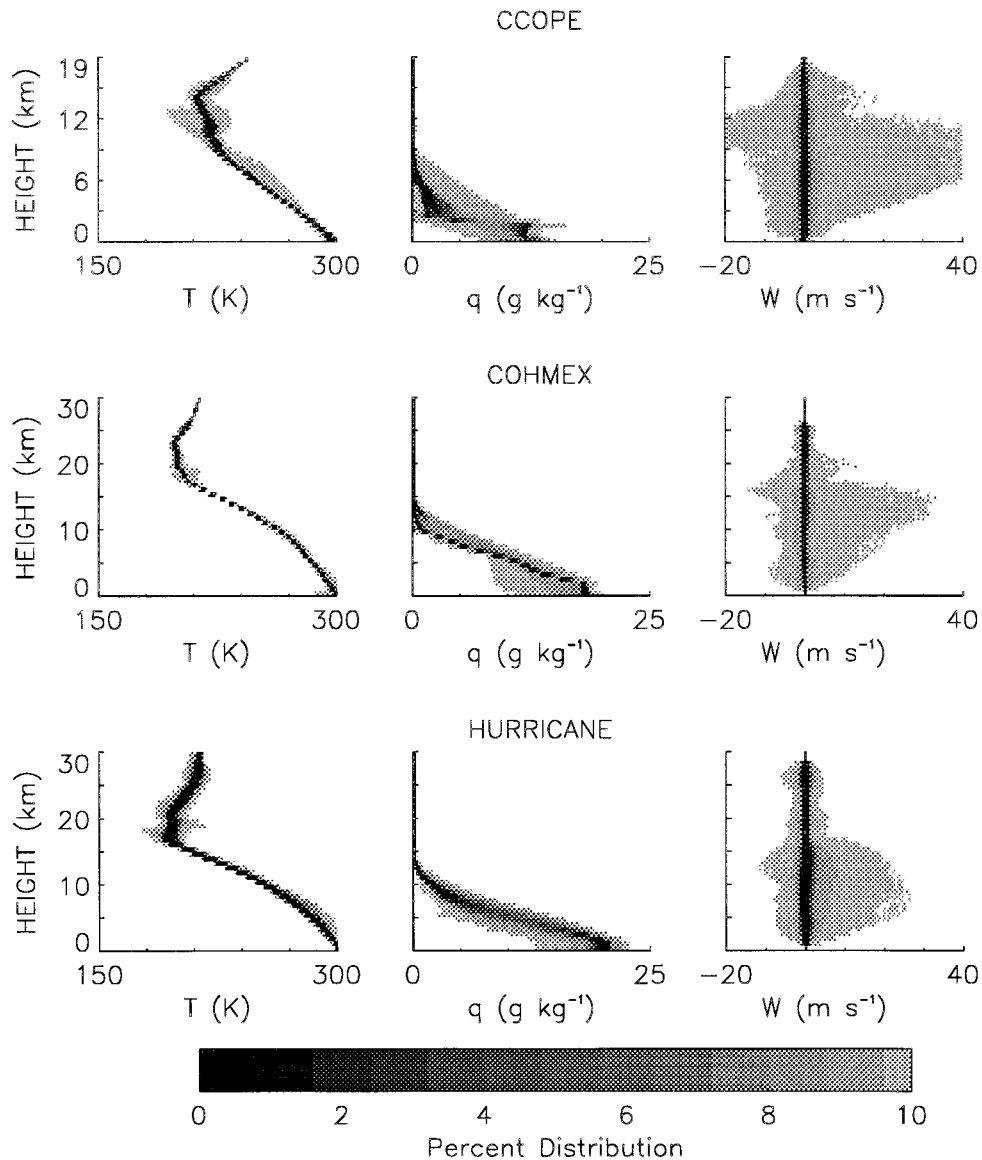 CCOPE
HEIGHT (km)
19
12
6
0
150 300
T (K)
0 25
q (g kg⁻¹)
−20 40
W (m s⁻¹)
COHMEX
HEIGHT (km)
30
20
10
0
150 300
T (K)
0 25
q (g kg⁻¹)
−20 40
W (m s⁻¹)
HURRICANE
HEIGHT (km)
30
20
10
0
150 300
T (K)
0 25
q (g kg⁻¹)
−20 40
W (m s⁻¹)
0 2 4 6 8 10
Percent Distribution